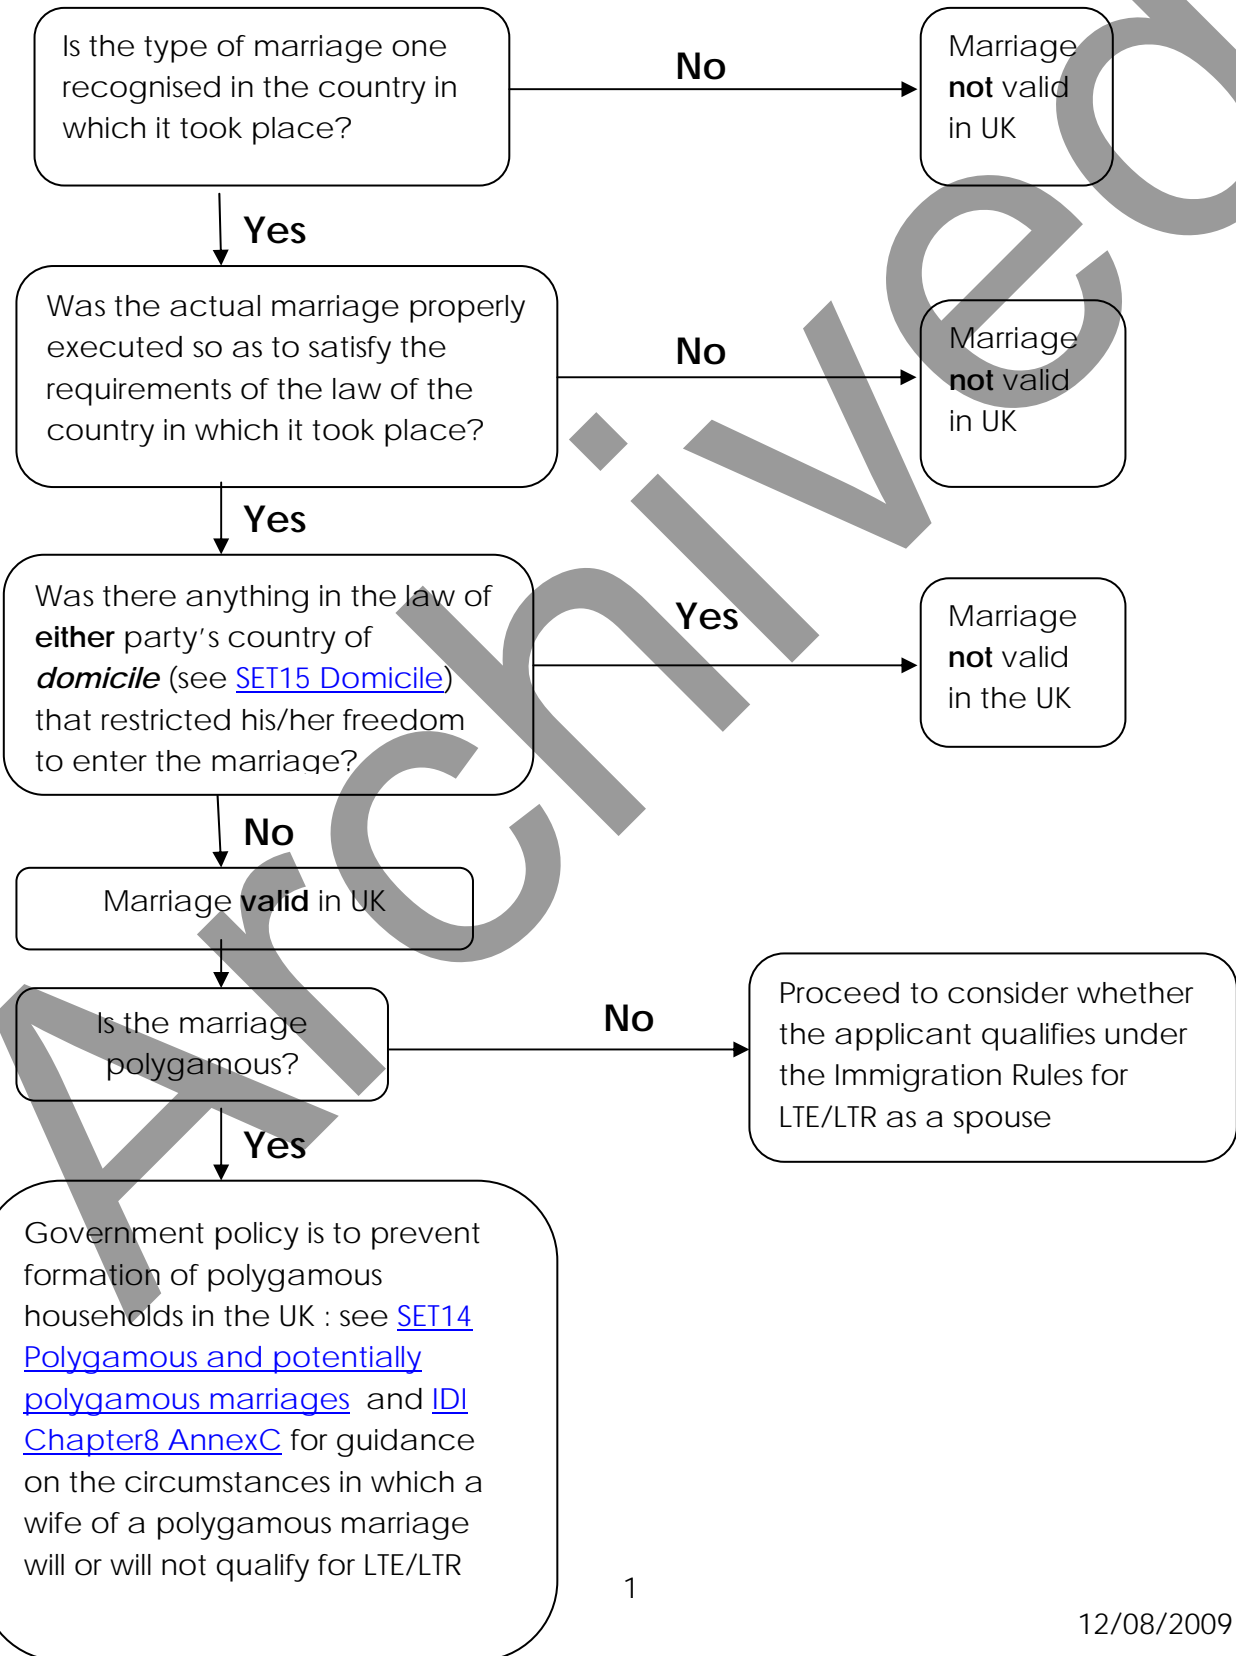 Is the type of marriage one
recognised in the country in
which it took place?
No
Marriage
not valid
in UK
Yes
Was the actual marriage properly
executed so as to satisfy the
requirements of the law of the
country in which it took place?
No
Marriage
not valid
in UK
Yes
Was there anything in the law of
either party's country of
domicile (see SET15 Domicile)
that restricted his/her freedom
to enter the marriage?
Yes
Marriage
not valid
in the UK
No
Marriage valid in UK
Is the marriage
polygamous?
No
Proceed to consider whether
the applicant qualifies under
the Immigration Rules for
LTE/LTR as a spouse
Yes
Government policy is to prevent
formation of polygamous
households in the UK : see SET14
Polygamous and potentially
polygamous marriages and IDI
Chapter8 AnnexC for guidance
on the circumstances in which a
wife of a polygamous marriage
will or will not qualify for LTE/LTR
1
12/08/2009
Archived